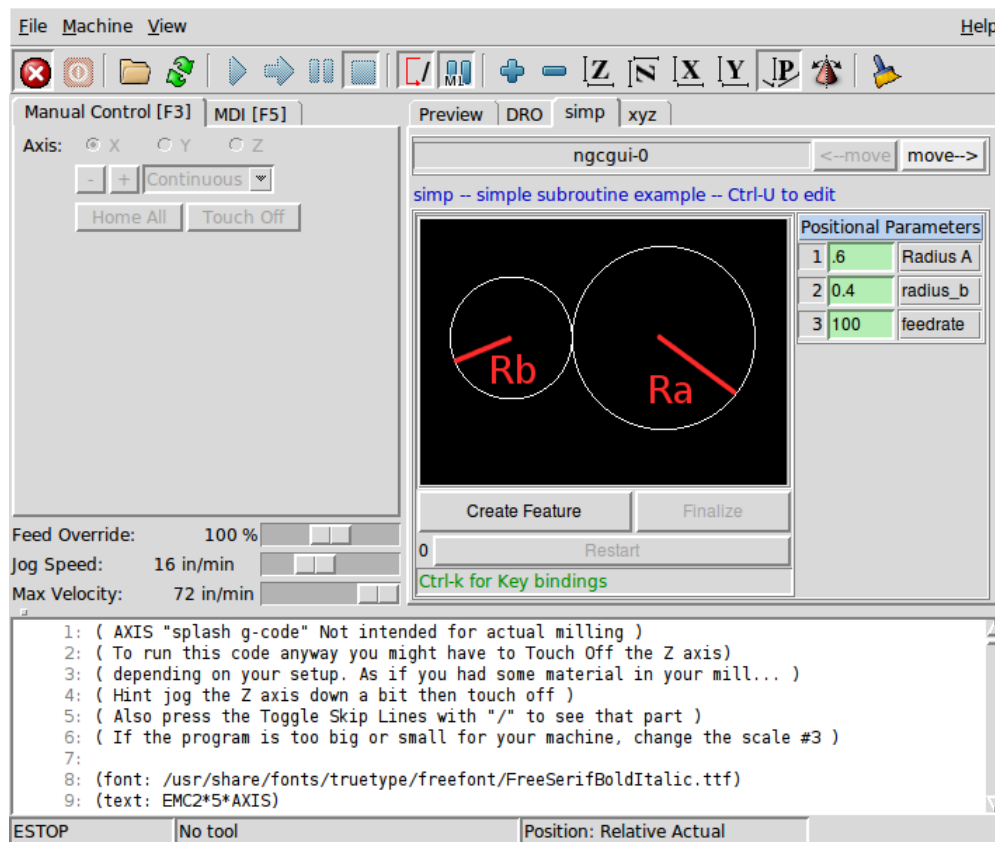 File Machine View Help
M1 Z N X Y P
Manual Control [F3] MDI [F5]
Preview DRO simp xyz
Axis: X Y Z
- + Continuous
Home All Touch Off
ngcgui-0 <--move move-->
simp -- simple subroutine example -- Ctrl-U to edit
Positional Parameters
1 .6 Radius A
2 0.4 radius_b
3 100 feedrate
Rb
Ra
Create Feature Finalize
0 Restart
Ctrl-k for Key bindings
Feed Override: 100 %
Jog Speed: 16 in/min
Max Velocity: 72 in/min
1: ( AXIS "splash g-code" Not intended for actual milling )
2: ( To run this code anyway you might have to Touch Off the Z axis)
3: ( depending on your setup. As if you had some material in your mill... )
4: ( Hint jog the Z axis down a bit then touch off )
5: ( Also press the Toggle Skip Lines with "/" to see that part )
6: ( If the program is too big or small for your machine, change the scale #3 )
7:
8: (font: /usr/share/fonts/truetype/freefont/FreeSerifBoldItalic.ttf)
9: (text: EMC2*5*AXIS)
ESTOP No tool Position: Relative Actual